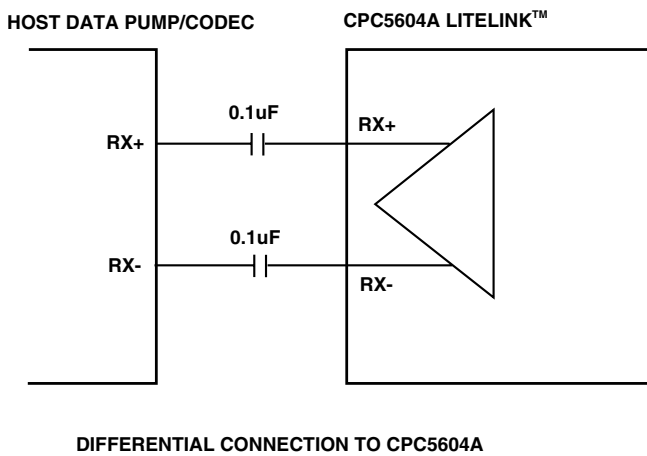 HOST DATA PUMP/CODEC
CPC5604A LITELINK™
0.1uF
RX+
RX+
0.1uF
RX-
RX-
DIFFERENTIAL CONNECTION TO CPC5604A